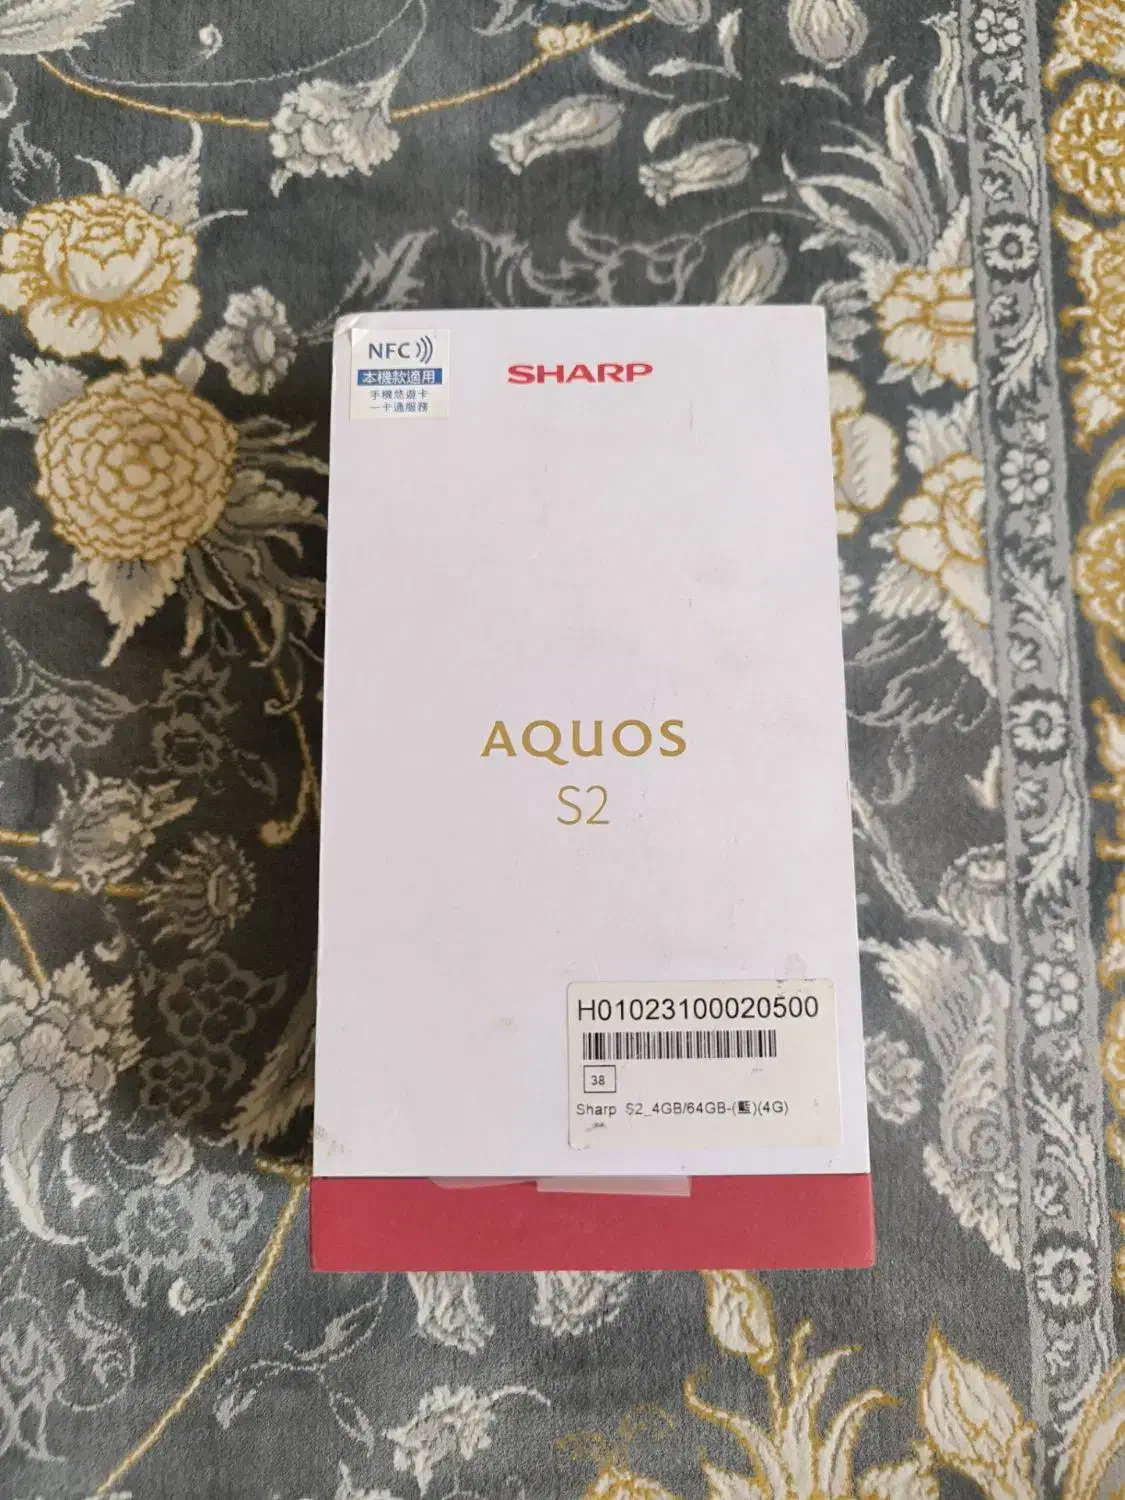 NFC
本機款適用
手機悠遊卡
一卡通服務
SHARP
AQUOS
S2
H01023100020500
38
Sharp S2_4GB/64GB-(藍)(4G)